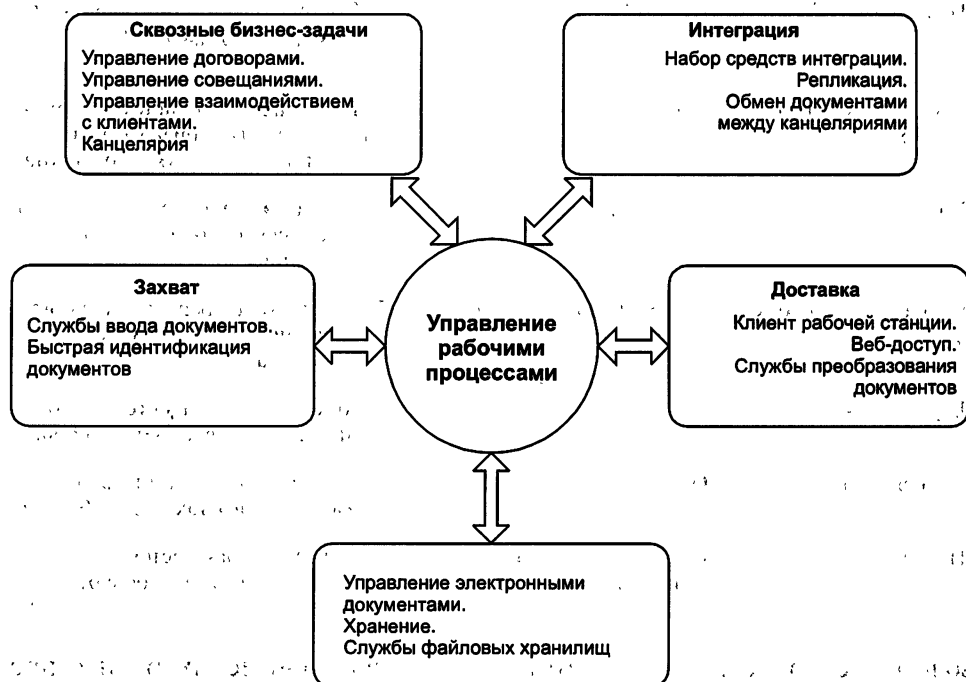 Сквозные бизнес-задачи
Управление договорами.
Управление совещаниями.
Управление взаимодействием
с клиентами.
Канцелярия
Интеграция
Набор средств интеграции.
Репликация.
Обмен документами
между канцеляриями
Захват
Службы ввода документов.
Быстрая идентификация
документов
Управление
рабочими
процессами
Доставка
Клиент рабочей станции.
Веб-доступ.
Службы преобразования
документов
Управление электронными
документами.
Хранение.
Службы файловых хранилищ